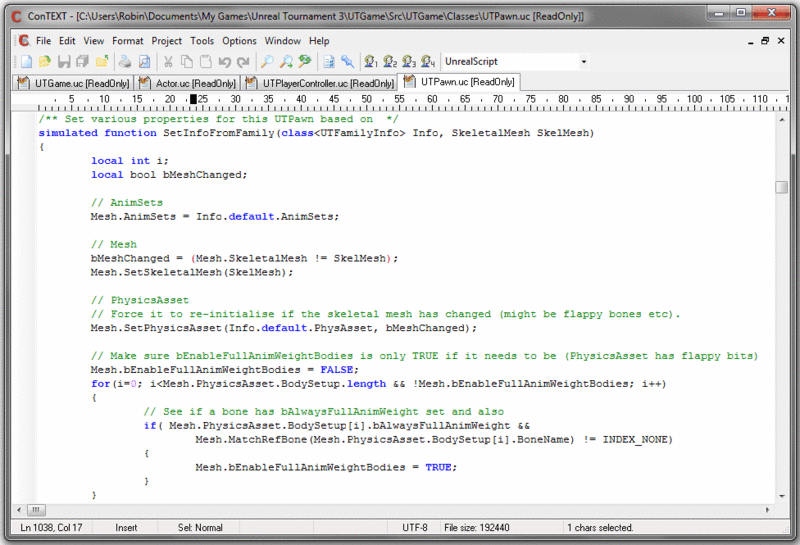 ConTEXT - [C:\Users\Robin\Documents\My Games\Unreal Tournament 3\UTGame\Src\UTGame\Classes\UTPawn.uc [ReadOnly]]
File Edit View Format Project Tools Options Window Help
1 2 3 4 UnrealScript
UTGame.uc [ReadOnly] Actor.uc [ReadOnly] UTPlayerController.uc [ReadOnly] UTPawn.uc [ReadOnly]
5 10 15 20 25 30 35 40 45 50 55 60 65 70 75 80 85 90 95 100 105 110
/** Set various properties for this UTPawn based on  */
simulated function SetInfoFromFamily(class<UTFamilyInfo> Info, SkeletalMesh SkelMesh)
{
local int i;
local bool bMeshChanged;
// AnimSets
Mesh.AnimSets = Info.default.AnimSets;
// Mesh
bMeshChanged = (Mesh.SkeletalMesh != SkelMesh);
Mesh.SetSkeletalMesh(SkelMesh);
// PhysicsAsset
// Force it to re-initialise if the skeletal mesh has changed (might be flappy bones etc).
Mesh.SetPhysicsAsset(Info.default.PhysAsset, bMeshChanged);
// Make sure bEnableFullAnimWeightBodies is only TRUE if it needs to be (PhysicsAsset has flappy bits)
Mesh.bEnableFullAnimWeightBodies = FALSE;
for(i=0; i<Mesh.PhysicsAsset.BodySetup.length && !Mesh.bEnableFullAnimWeightBodies; i++)
{
// See if a bone has bAlwaysFullAnimWeight set and also
if( Mesh.PhysicsAsset.BodySetup[i].bAlwaysFullAnimWeight &&
Mesh.MatchRefBone(Mesh.PhysicsAsset.BodySetup[i].BoneName) != INDEX_NONE)
{
Mesh.bEnableFullAnimWeightBodies = TRUE;
}
}
Ln 1038, Col 17 Insert Sel: Normal UTF-8 File size: 192440 1 chars selected.